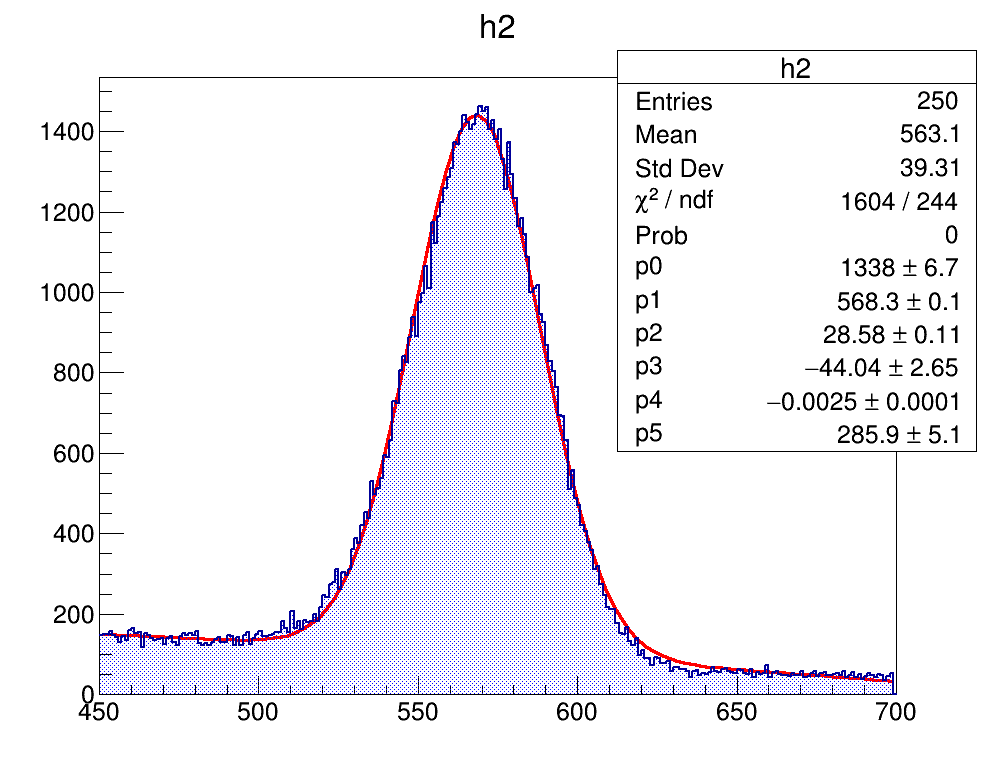 h2
h2
Entries 250
Mean 563.1
Std Dev 39.31
χ² / ndf 1604 / 244
Prob 0
p0 1338 ± 6.7
p1 568.3 ± 0.1
p2 28.58 ± 0.11
p3 −44.04 ± 2.65
p4 −0.0025 ± 0.0001
p5 285.9 ± 5.1
1400
1200
1000
800
600
400
200
0
450 500 550 600 650 700